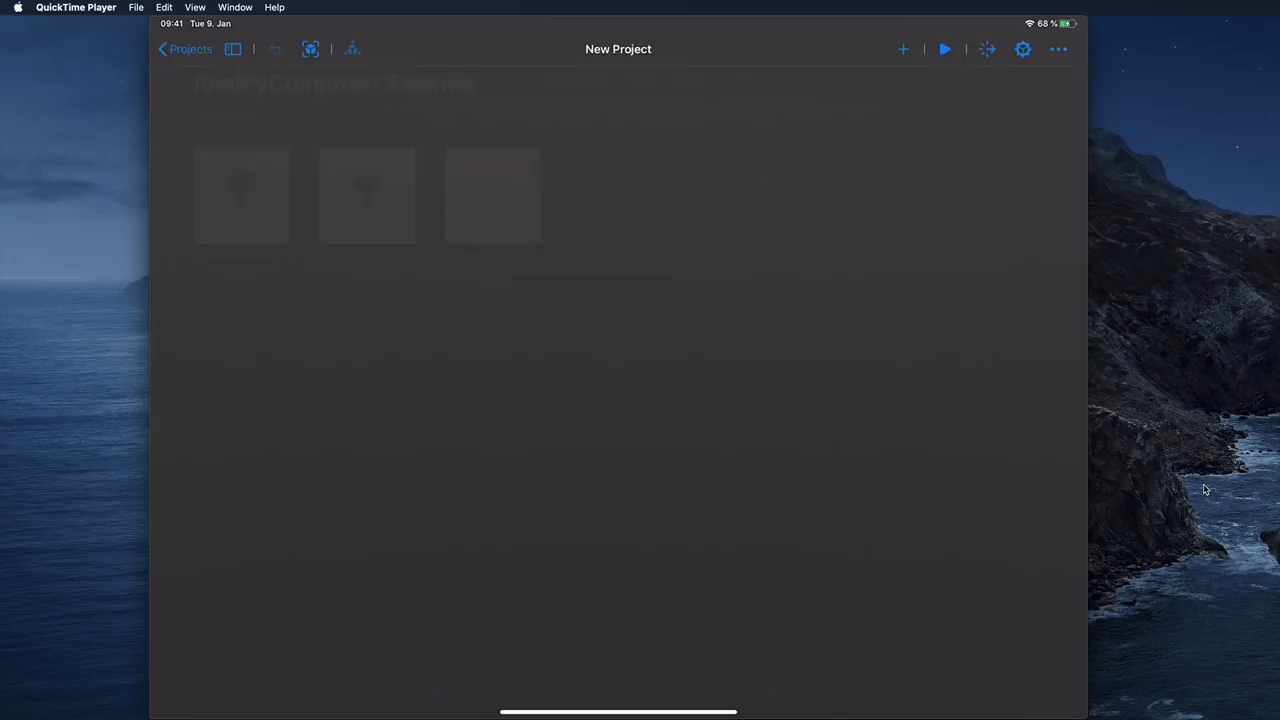 QuickTime Player File Edit View Window Help
09:41 Tue 9. Jan 68 %
Projects New Project